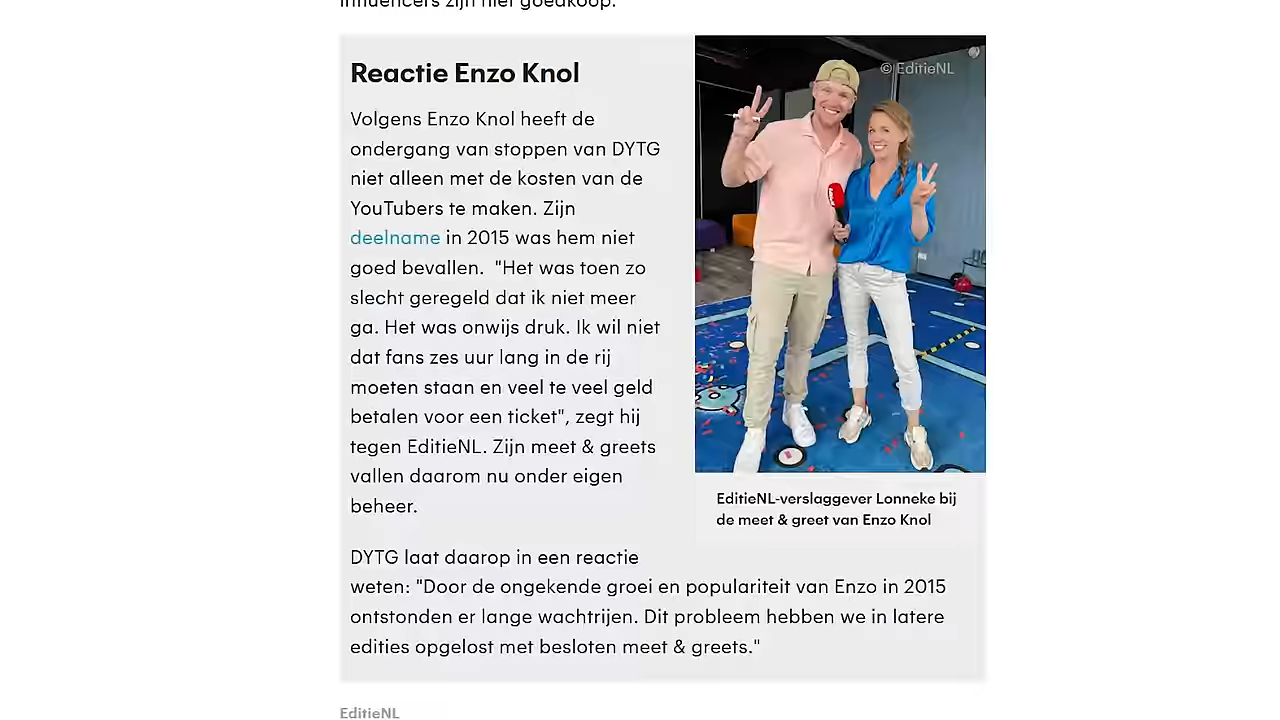 influencers zijn niet goedkoop.
Reactie Enzo Knol
Volgens Enzo Knol heeft de
ondergang van stoppen van DYTG
niet alleen met de kosten van de
YouTubers te maken. Zijn
deelname in 2015 was hem niet
goed bevallen.  "Het was toen zo
slecht geregeld dat ik niet meer
ga. Het was onwijs druk. Ik wil niet
dat fans zes uur lang in de rij
moeten staan en veel te veel geld
betalen voor een ticket", zegt hij
tegen EditieNL. Zijn meet & greets
vallen daarom nu onder eigen
beheer.
© EditieNL
EditieNL-verslaggever Lonneke bij
de meet & greet van Enzo Knol
DYTG laat daarop in een reactie
weten: "Door de ongekende groei en populariteit van Enzo in 2015
ontstonden er lange wachtrijen. Dit probleem hebben we in latere
edities opgelost met besloten meet & greets."
EditieNL